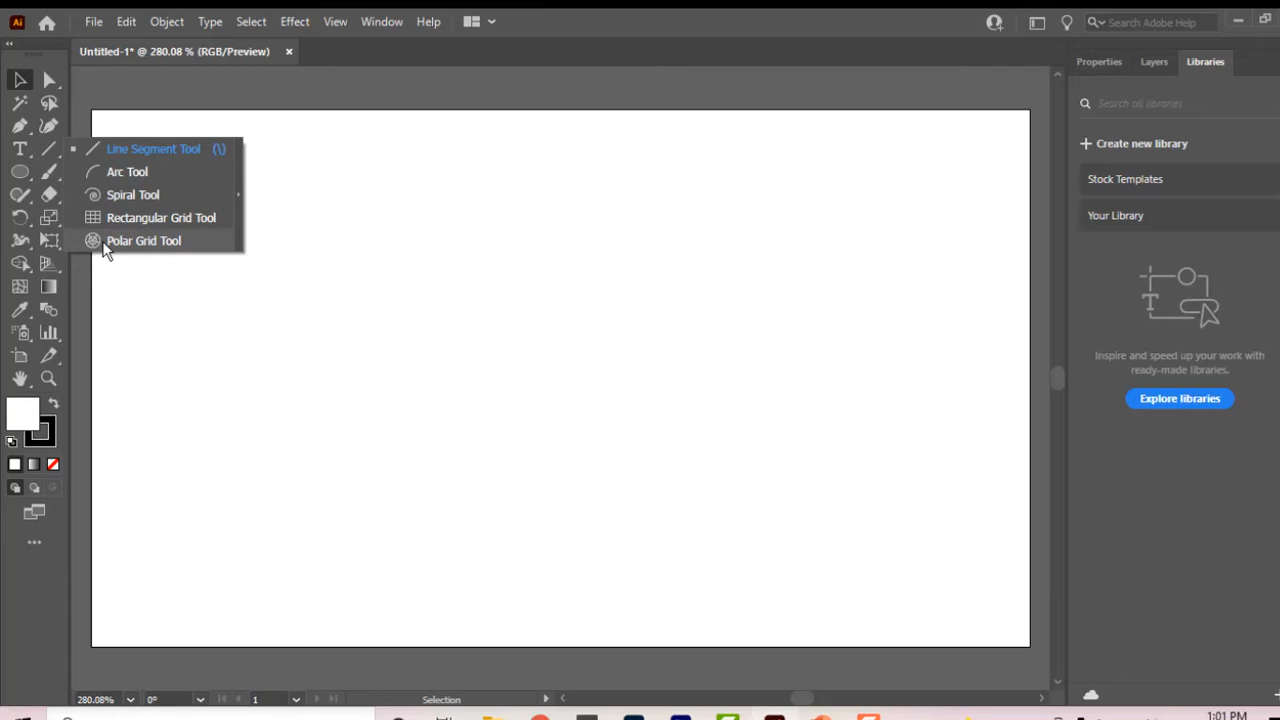 Ai File Edit Object Type Select Effect View Window Help Search Adobe Help
Untitled-1* @ 280.08 % (RGB/Preview) ×
Properties Layers Libraries
Search all libraries
Create new library
Stock Templates
Your Library
Line Segment Tool (\)
Arc Tool
Spiral Tool
Rectangular Grid Tool
Polar Grid Tool
Inspire and speed up your work with
ready-made libraries.
Explore libraries
280.08% 0° 1 Selection
1:01 PM